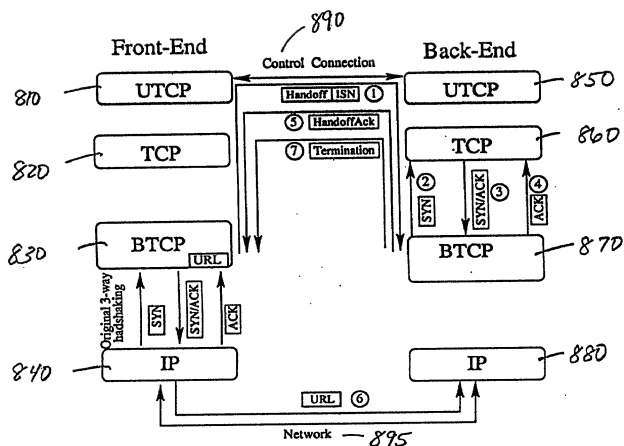 890
Front-End
Back-End
Control Connection
810
UTCP
Handoff ISN 1
UTCP
850
5 HandoffAck
820
TCP
7 Termination
TCP
860
2 SYN
SYN/ACK 3
4 ACK
830
BTCP
URL
BTCP
870
Original 3-way
hadshaking
SYN
SYN/ACK
ACK
840
IP
IP
880
URL 6
Network
895